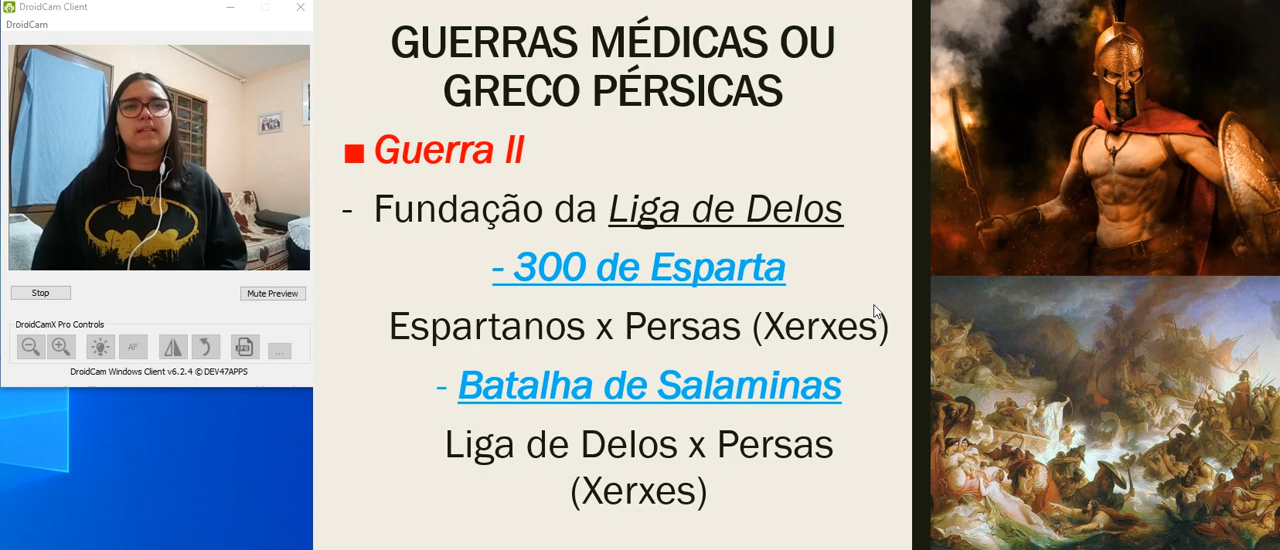 DroidCam Client
DroidCam
Stop
Mute Preview
DroidCamX Pro Controls
AF
...
DroidCam Windows Client v6.2.4 © DEV47APPS
GUERRAS MÉDICAS OU
GRECO PÉRSICAS
■ Guerra II
- Fundação da Liga de Delos
- 300 de Esparta
Espartanos x Persas (Xerxes)
- Batalha de Salaminas
Liga de Delos x Persas
(Xerxes)